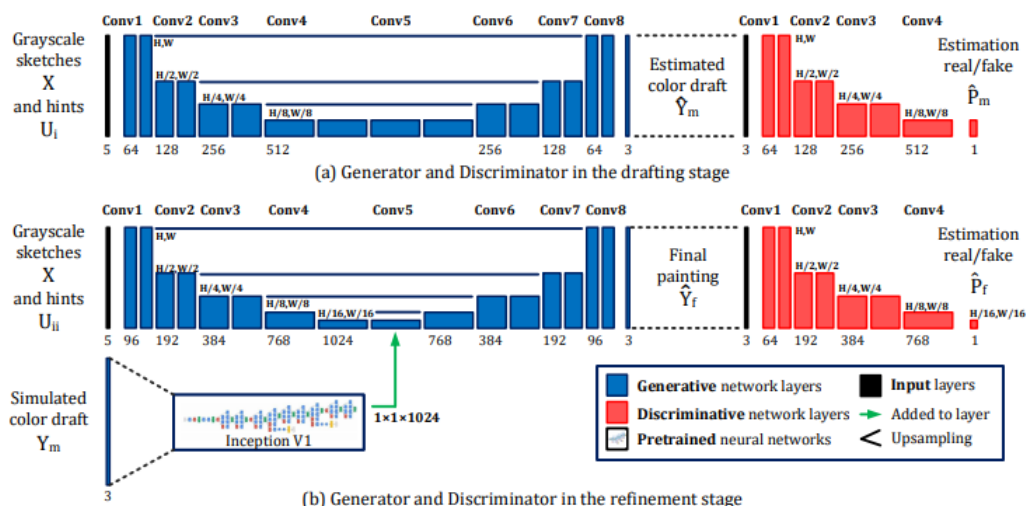 Conv1 Conv2 Conv3 Conv4 Conv5 Conv6 Conv7 Conv8 Conv1 Conv2 Conv3 Conv4
Grayscale sketches X and hints Uᵢ
H,W
H/2,W/2
H/4,W/4
H/8,W/8
Estimated color draft Ŷₘ
H,W
H/2,W/2
H/4,W/4
H/8,W/8
Estimation real/fake P̂ₘ
5 64 128 256 512 256 128 64 3 3 64 128 256 512 1
(a) Generator and Discriminator in the drafting stage
Conv1 Conv2 Conv3 Conv4 Conv5 Conv6 Conv7 Conv8 Conv1 Conv2 Conv3 Conv4
Grayscale sketches X and hints Uᵢᵢ
H,W
H/2,W/2
H/4,W/4
H/8,W/8
H/16,W/16
Final painting Ŷf
H,W
H/2,W/2
H/4,W/4
H/8,W/8
H/16,W/16
Estimation real/fake P̂f
5 96 192 384 768 1024 768 384 192 96 3 3 64 192 384 768 1
Simulated color draft Yₘ
3
Inception V1
1×1×1024
Generative network layers
Discriminative network layers
Pretrained neural networks
Input layers
Added to layer
Upsampling
(b) Generator and Discriminator in the refinement stage